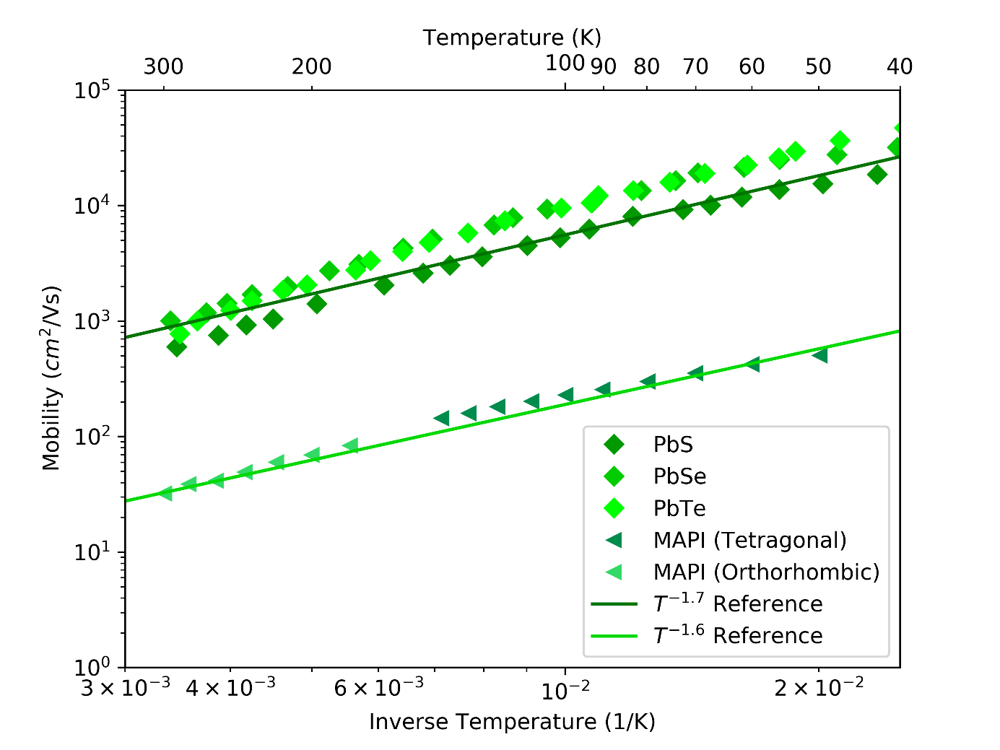 Temperature (K)
300 200 100 90 80 70 60 50 40
10^5
10^4
10^3
10^2
10^1
10^0
Mobility (cm^2/Vs)
PbS
PbSe
PbTe
MAPI (Tetragonal)
MAPI (Orthorhombic)
T^−1.7 Reference
T^−1.6 Reference
3 × 10^−3 4 × 10^−3 6 × 10^−3 10^−2 2 × 10^−2
Inverse Temperature (1/K)